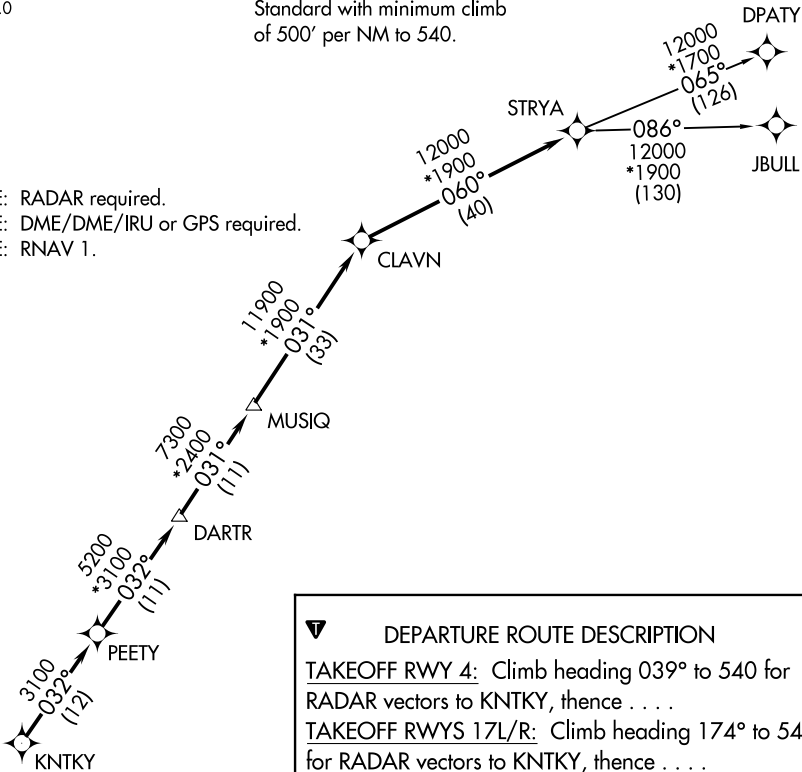 .0
Standard with minimum climb
of 500' per NM to 540.
DPATY
12000
*1700
065°
(126)
STRYA
086°
12000
*1900
(130)
JBULL
12000
*1900
060°
(40)
E: RADAR required.
E: DME/DME/IRU or GPS required.
E: RNAV 1.
CLAVN
11900
*1900
031°
(33)
MUSIQ
7300
*2400
031°
(11)
DARTR
5200
*3100
032°
(11)
PEETY
3100
032°
(12)
KNTKY
T
DEPARTURE ROUTE DESCRIPTION
TAKEOFF RWY 4: Climb heading 039° to 540 for
RADAR vectors to KNTKY, thence . . . .
TAKEOFF RWYS 17L/R: Climb heading 174° to 54
for RADAR vectors to KNTKY, thence . . . .